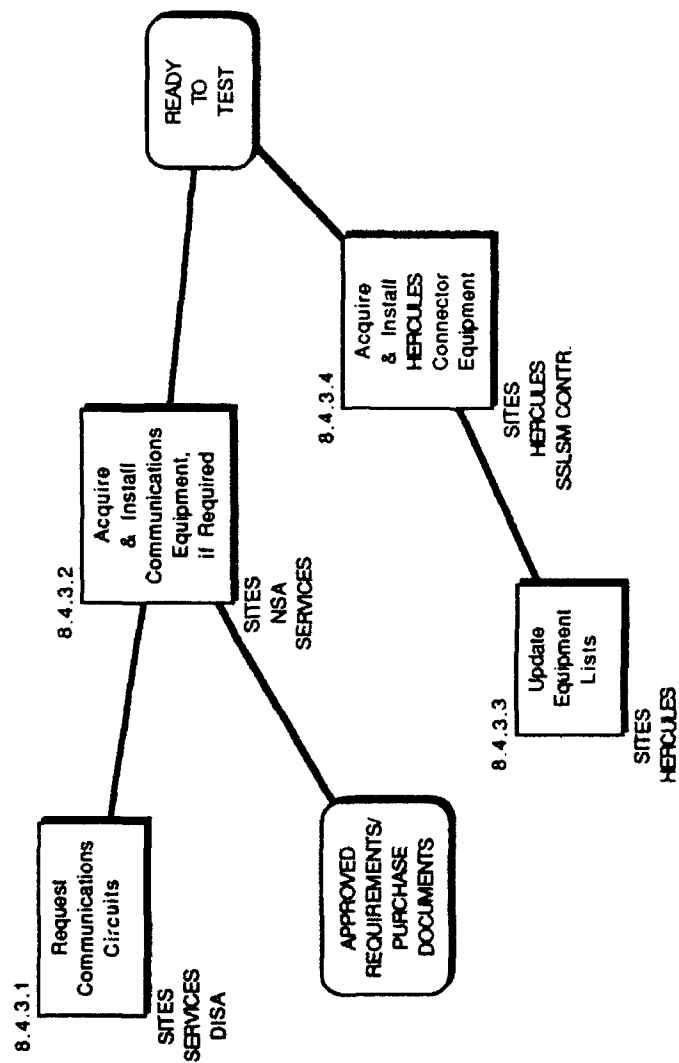 8.4.3.1
Request
Communications
Circuits
SITES
SERVICES
DISA
APPROVED
REQUIREMENTS/
PURCHASE
DOCUMENTS
8.4.3.2
Acquire
& Install
Communications
Equipment,
if Required
SITES
NSA
SERVICES
8.4.3.3
Update
Equipment
Lists
SITES
HERCULES
8.4.3.4
Acquire
& Install
HERCULES
Connector
Equipment
SITES
HERCULES
SSLSM CONTR.
READY
TO
TEST